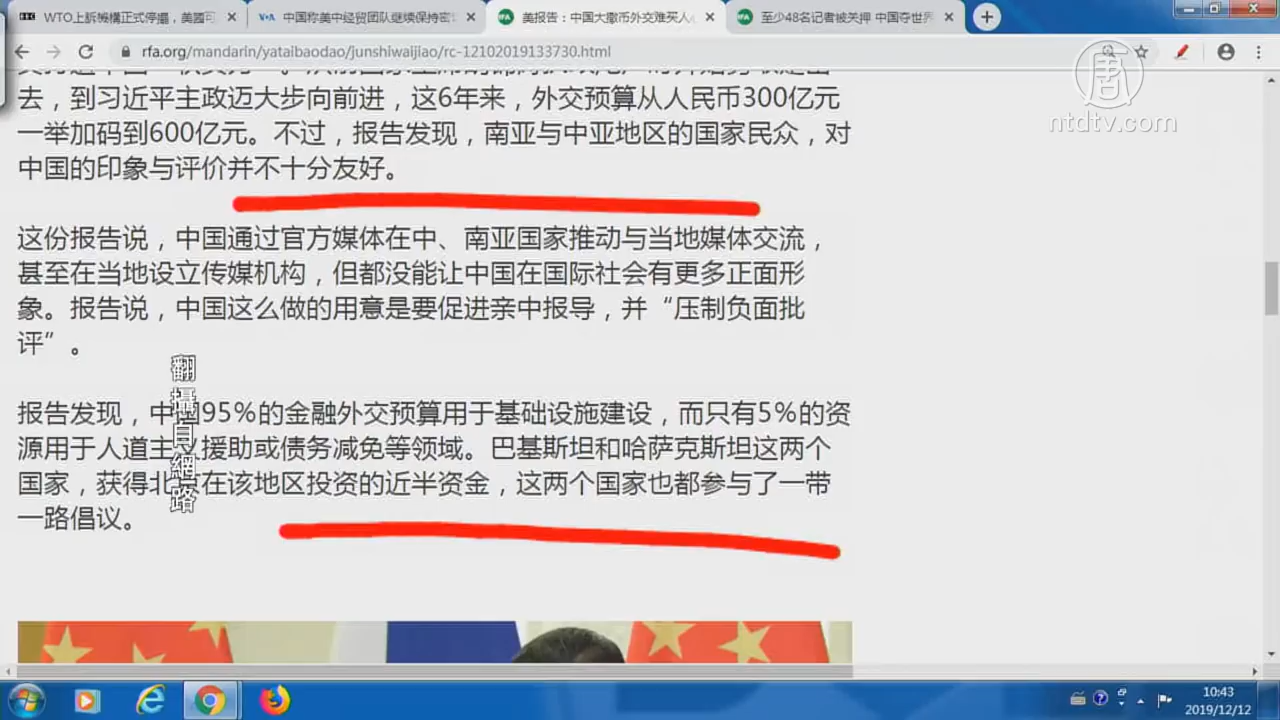 WTO上訴機構正式停擺，美國可
中国称美中经贸团队继续保持密
美报告：中国大撒币外交难买人心
至少48名记者被关押 中国夺世界
rfa.org/mandarin/yataibaodao/junshiwaijiao/rc-12102019133730.html
唐
ntdtv.com
去，到习近平主政迈大步向前进，这6年来，外交预算从人民币300亿元
一举加码到600亿元。不过，报告发现，南亚与中亚地区的国家民众，对
中国的印象与评价并不十分友好。
这份报告说，中国通过官方媒体在中、南亚国家推动与当地媒体交流，
甚至在当地设立传媒机构，但都没能让中国在国际社会有更多正面形
象。报告说，中国这么做的用意是要促进亲中报导，并“压制负面批
评”。
报告发现，中国95%的金融外交预算用于基础设施建设，而只有5%的资
源用于人道主义援助或债务减免等领域。巴基斯坦和哈萨克斯坦这两个
国家，获得北京在该地区投资的近半资金，这两个国家也都参与了一带
一路倡议。
翻攝自網路
10:43
2019/12/12